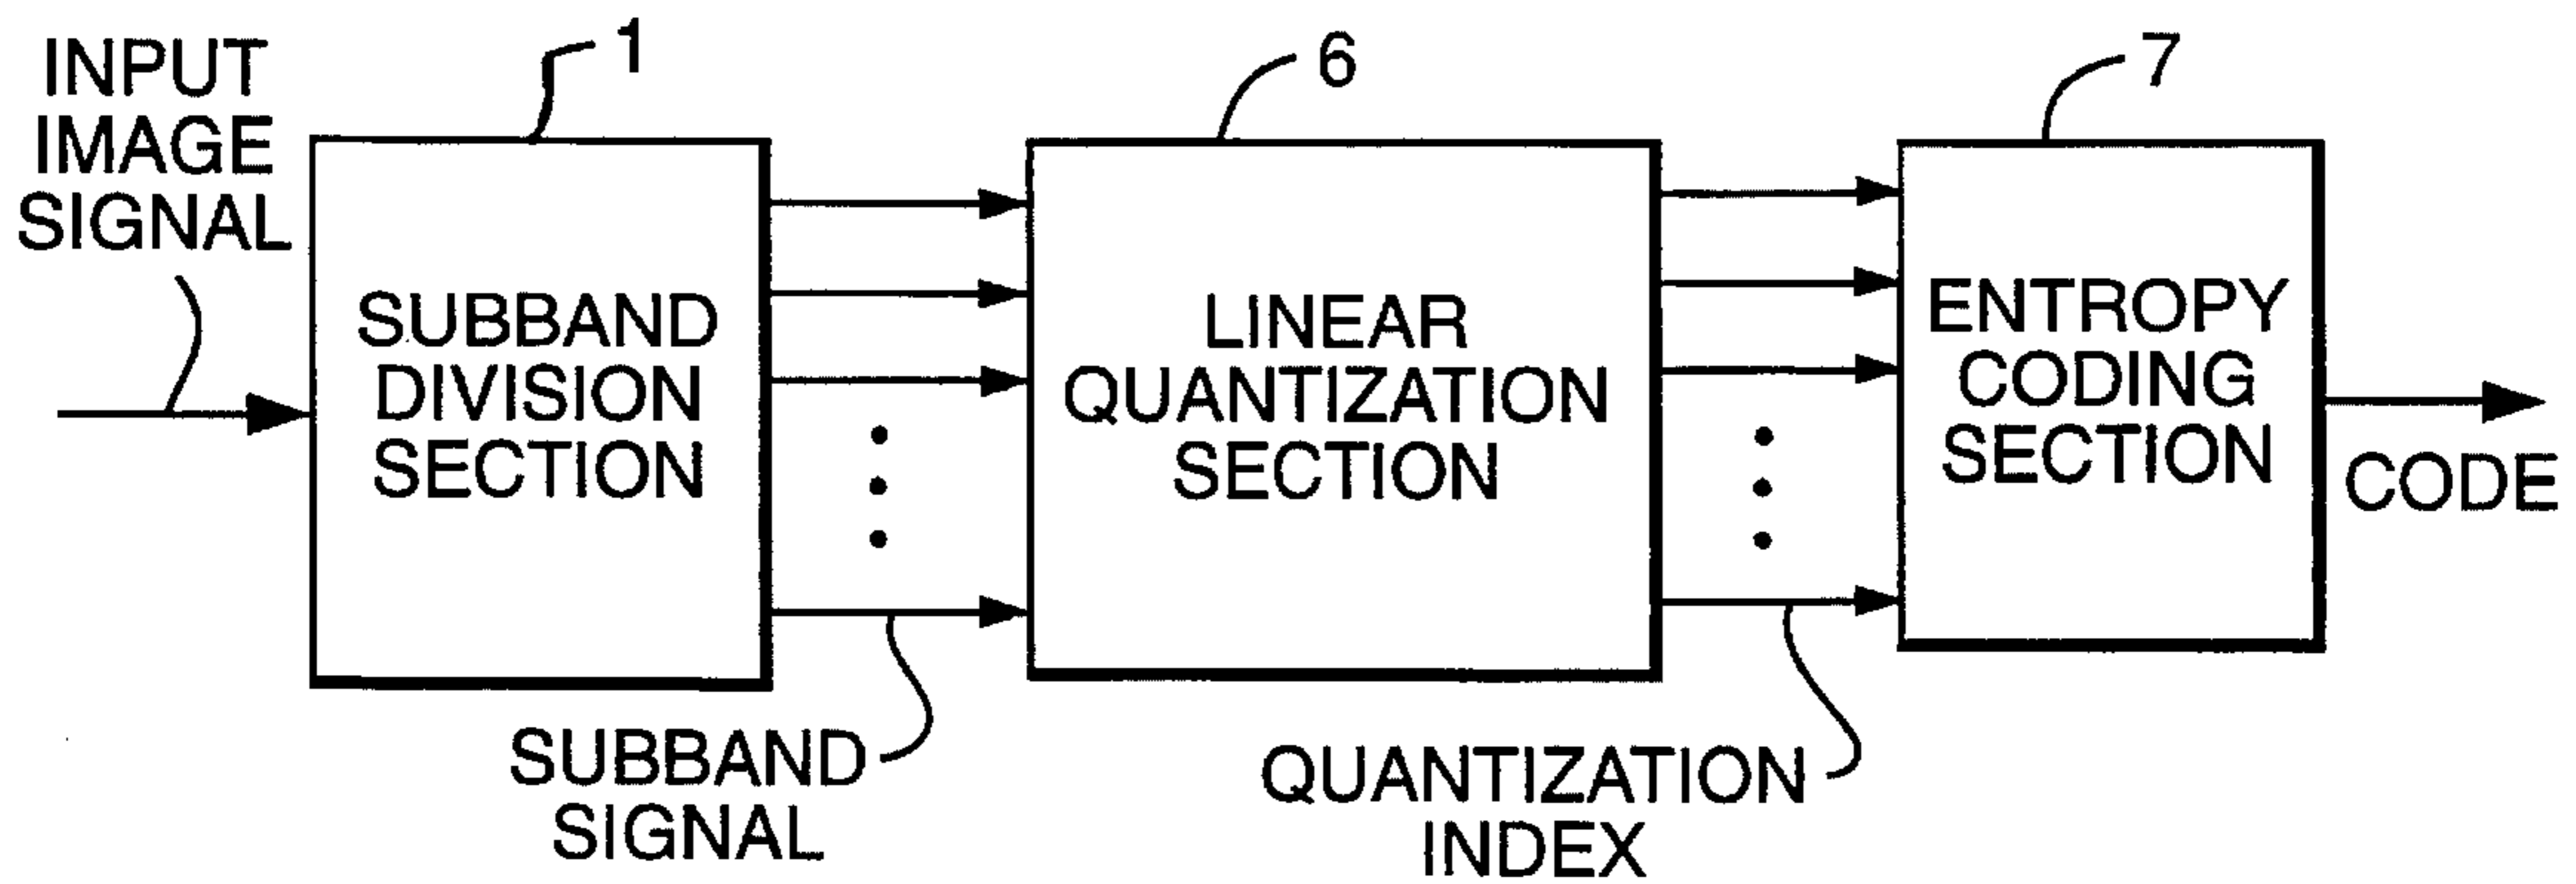 INPUT
IMAGE
SIGNAL
1
6
7
SUBBAND
DIVISION
SECTION
LINEAR
QUANTIZATION
SECTION
ENTROPY
CODING
SECTION
CODE
SUBBAND
SIGNAL
QUANTIZATION
INDEX